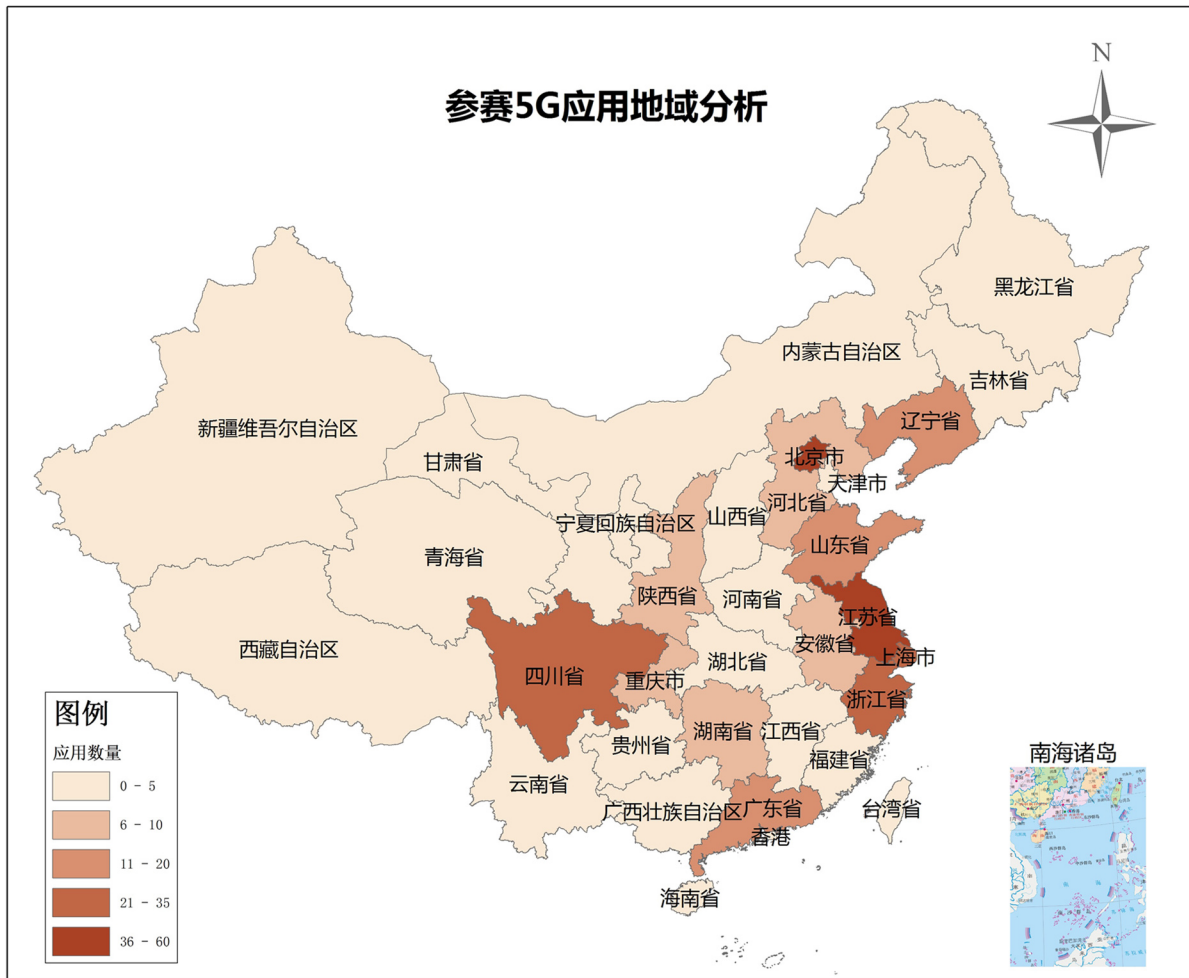 N
参赛5G应用地域分析
黑龙江省
内蒙古自治区
吉林省
新疆维吾尔自治区
辽宁省
甘肃省
北京市
天津市
河北省
宁夏回族自治区
山西省
山东省
青海省
陕西省
河南省
江苏省
安徽省
上海市
西藏自治区
湖北省
四川省
重庆市
浙江省
湖南省
江西省
贵州省
福建省
云南省
广西壮族自治区
广东省
台湾省
香港
海南省
图例
应用数量
0 - 5
6 - 10
11 - 20
21 - 35
36 - 60
南海诸岛